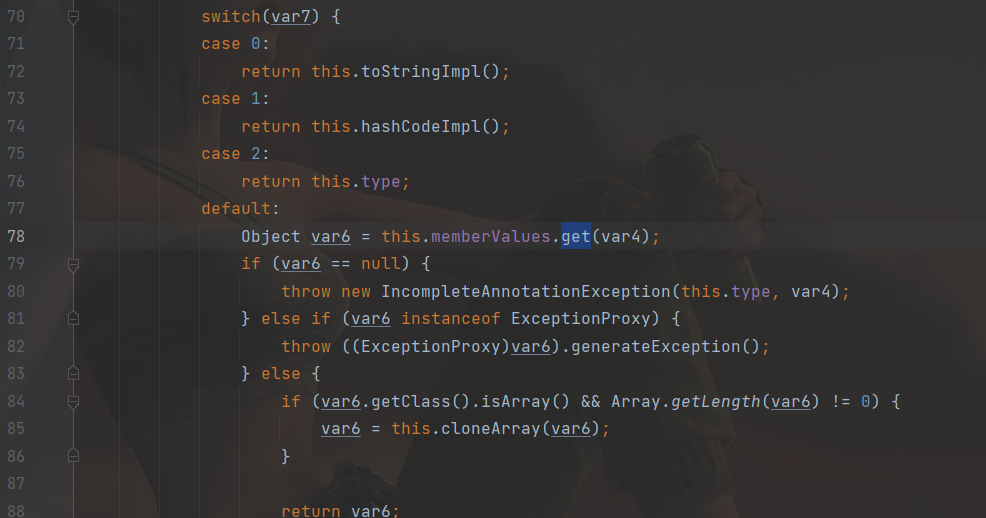 70 switch(var7) {
71 case 0:
72 return this.toStringImpl();
73 case 1:
74 return this.hashCodeImpl();
75 case 2:
76 return this.type;
77 default:
78 Object var6 = this.memberValues.get(var4);
79 if (var6 == null) {
80 throw new IncompleteAnnotationException(this.type, var4);
81 } else if (var6 instanceof ExceptionProxy) {
82 throw ((ExceptionProxy)var6).generateException();
83 } else {
84 if (var6.getClass().isArray() && Array.getLength(var6) != 0) {
85 var6 = this.cloneArray(var6);
86 }
87
88 return var6;